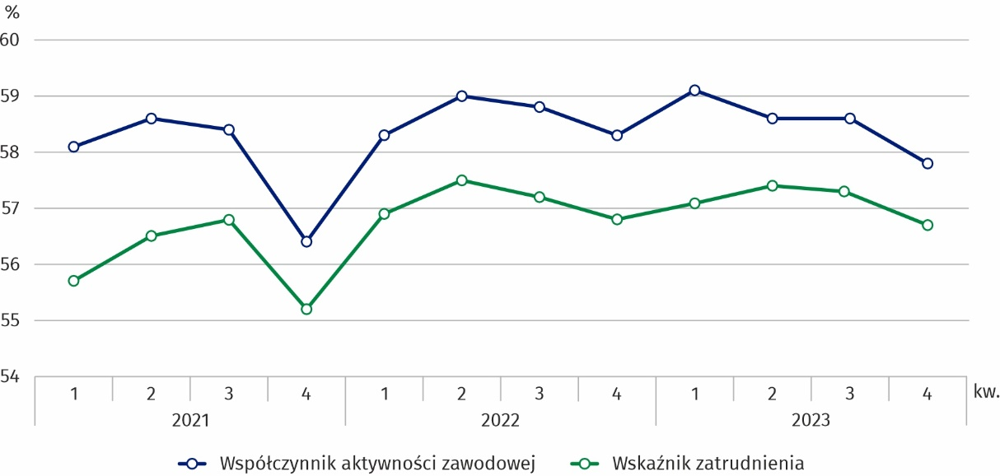 %
60
59
58
57
56
55
54
1 2 3 4 1 2 3 4 1 2 3 4 kw.
2021 2022 2023
Współczynnik aktywności zawodowej Wskaźnik zatrudnienia